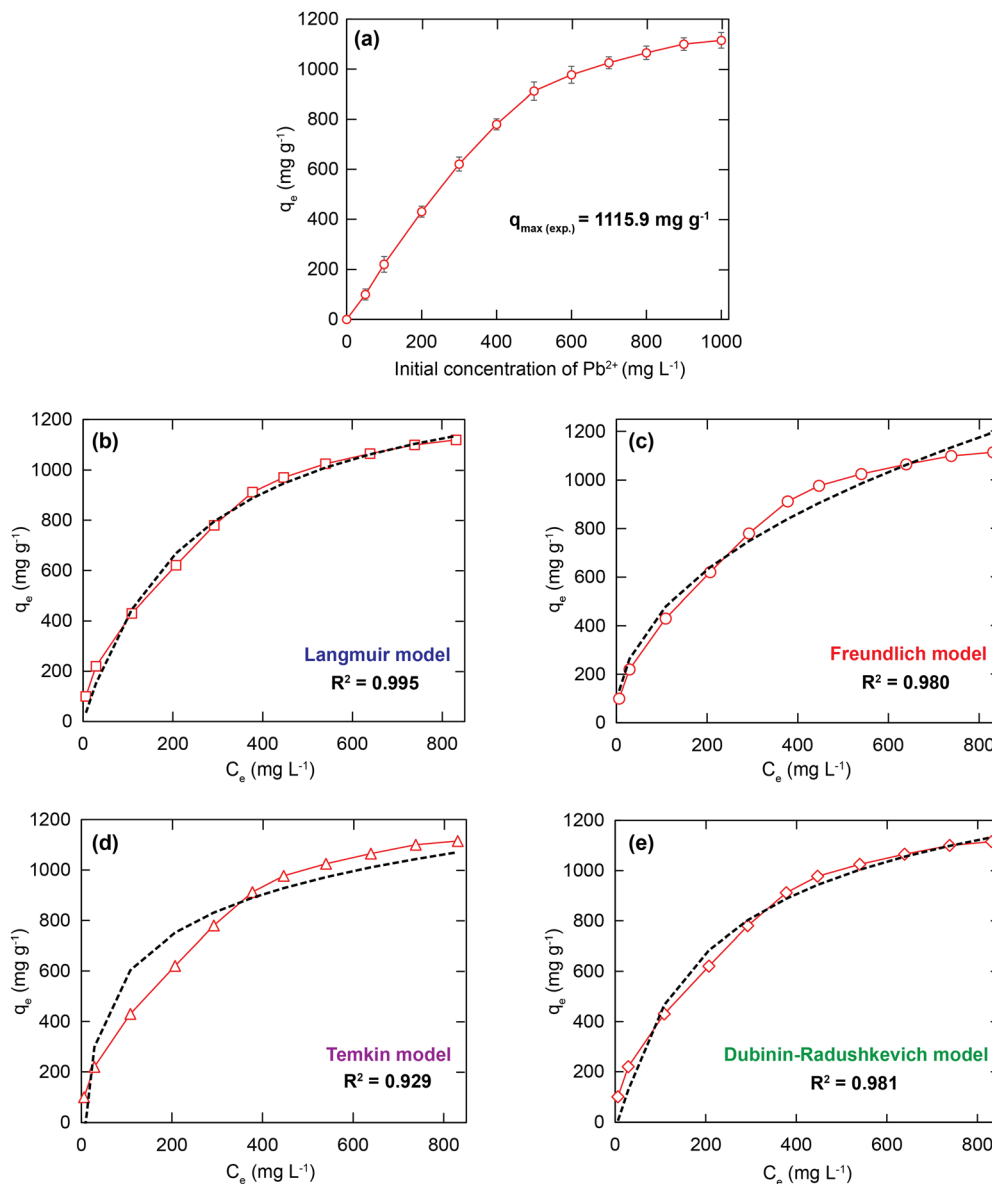 (a)
1200
1000
800
600
400
200
0
qₑ (mg g⁻¹)
q_max (exp.) = 1115.9 mg g⁻¹
0 200 400 600 800 1000
Initial concentration of Pb²⁺ (mg L⁻¹)
(b)
1200
1000
800
600
400
200
0
qₑ (mg g⁻¹)
Langmuir model
R² = 0.995
0 200 400 600 800
Cₑ (mg L⁻¹)
(c)
1200
1000
800
600
400
200
0
qₑ (mg g⁻¹)
Freundlich model
R² = 0.980
0 200 400 600 800
Cₑ (mg L⁻¹)
(d)
1200
1000
800
600
400
200
0
qₑ (mg g⁻¹)
Temkin model
R² = 0.929
0 200 400 600 800
Cₑ (mg L⁻¹)
(e)
1200
1000
800
600
400
200
0
qₑ (mg g⁻¹)
Dubinin-Radushkevich model
R² = 0.981
0 200 400 600 800
Cₑ (mg L⁻¹)